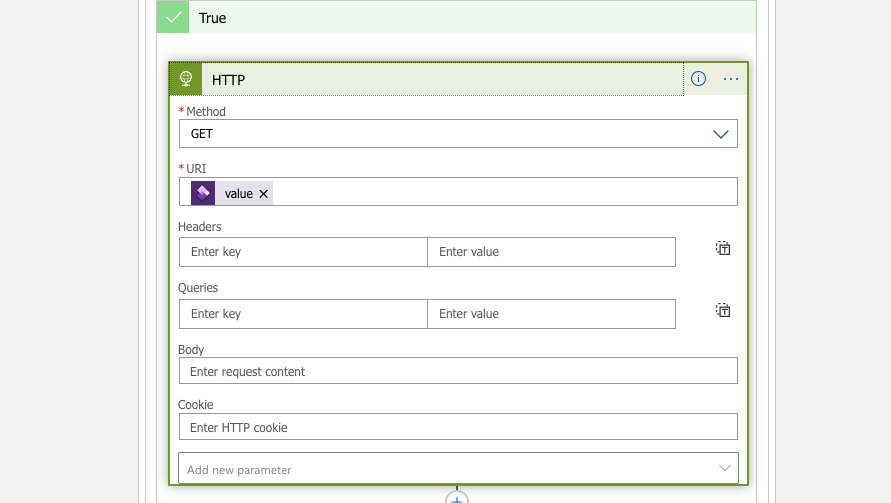 True
HTTP
* Method
GET
* URI
value
Headers
Enter key Enter value
Queries
Enter key Enter value
Body
Enter request content
Cookie
Enter HTTP cookie
Add new parameter